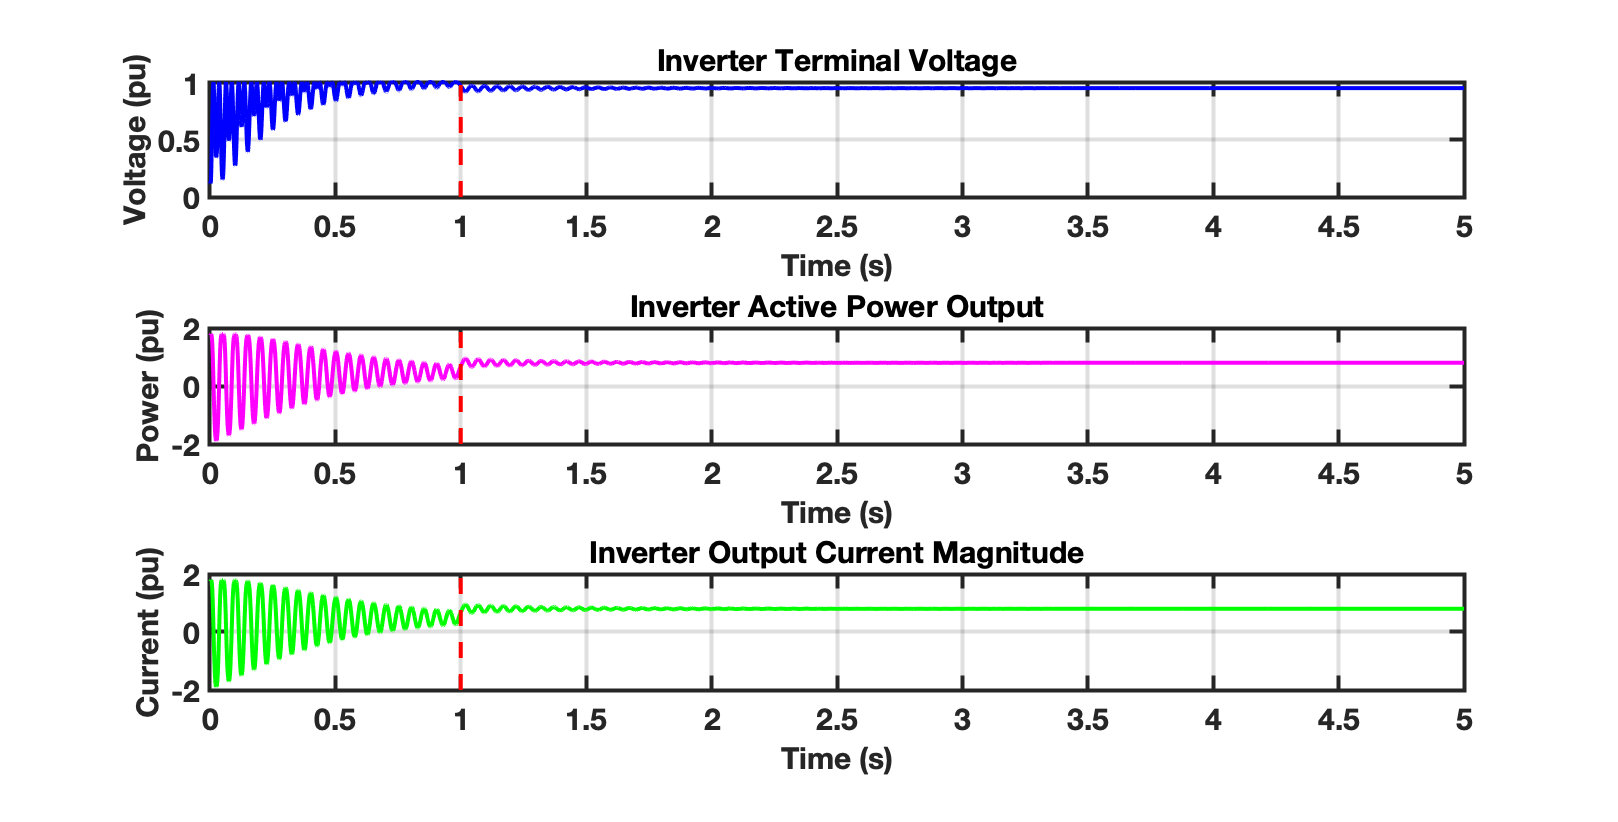 Inverter Terminal Voltage
Voltage (pu)
1
0.5
0
0 0.5 1 1.5 2 2.5 3 3.5 4 4.5 5
Time (s)
Inverter Active Power Output
Power (pu)
2
0
-2
0 0.5 1 1.5 2 2.5 3 3.5 4 4.5 5
Time (s)
Inverter Output Current Magnitude
Current (pu)
2
0
-2
0 0.5 1 1.5 2 2.5 3 3.5 4 4.5 5
Time (s)